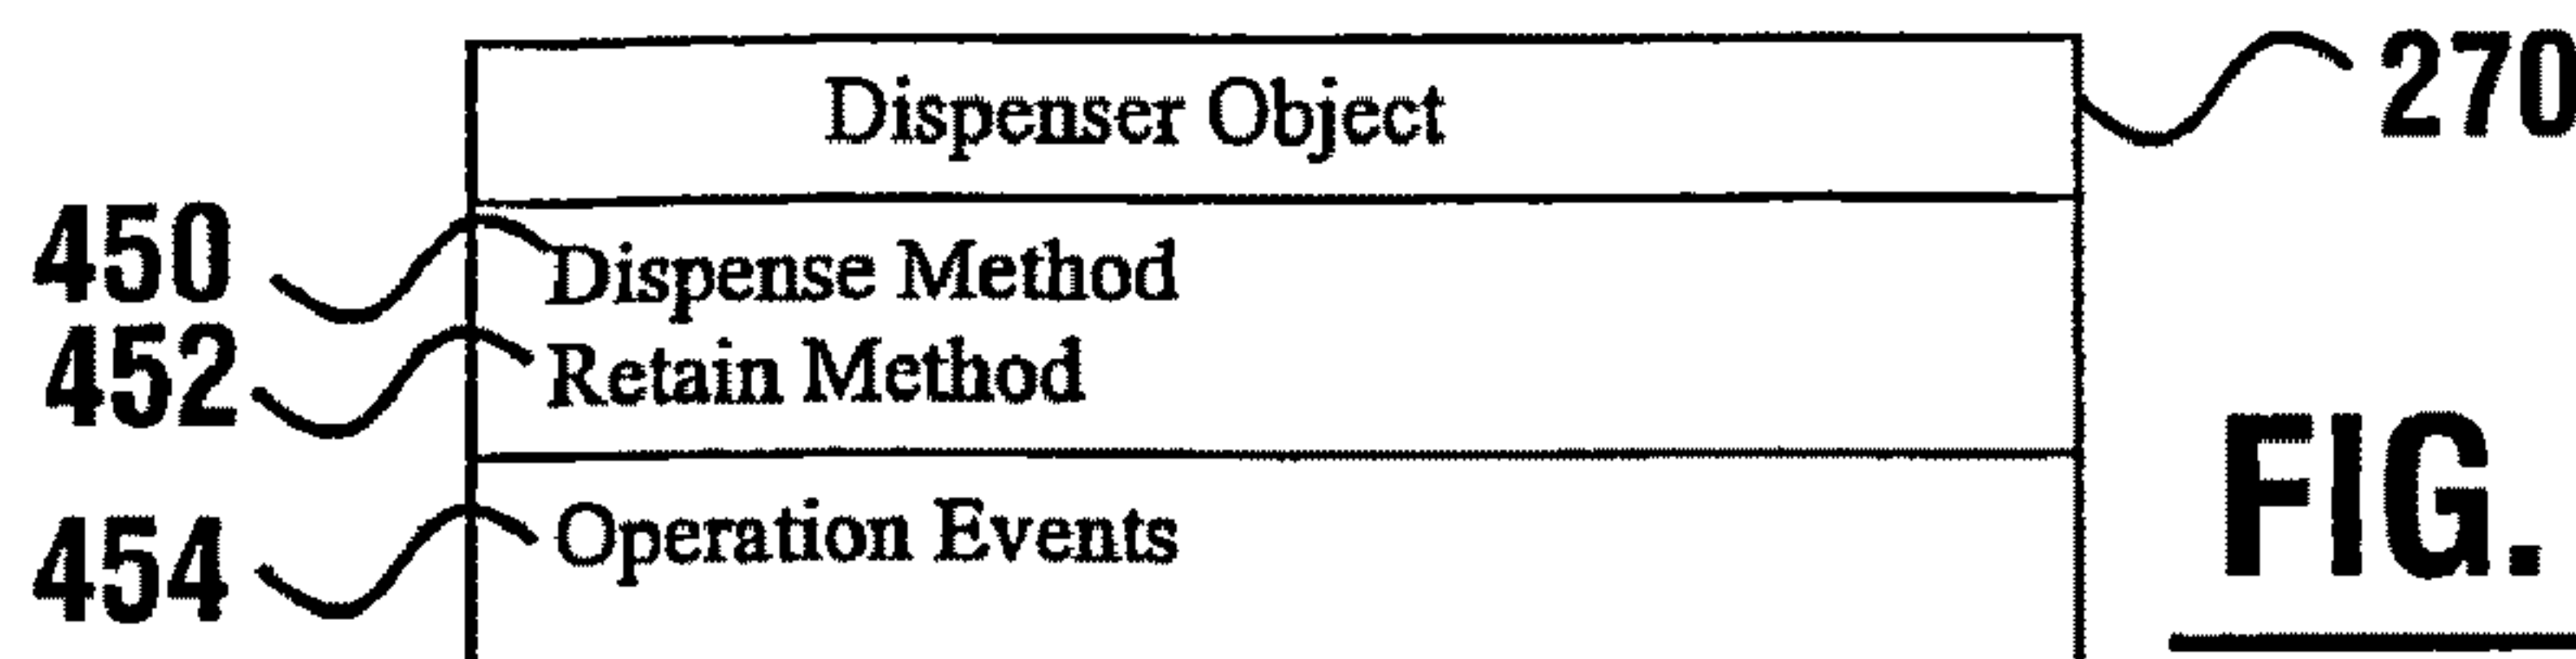 Dispenser Object
270
450
Dispense Method
452
Retain Method
454
Operation Events
FIG.